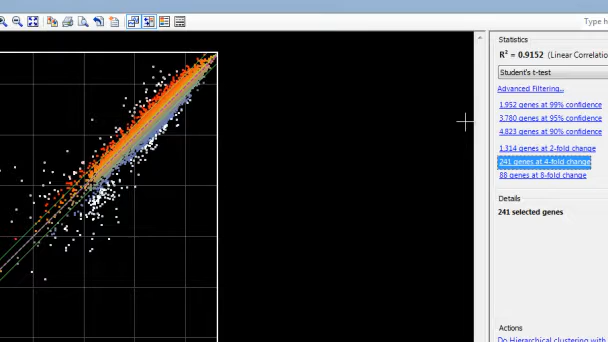 Type h
Statistics
R² = 0.9152 (Linear Correlatio
Student's t-test
Advanced Filtering...
1,952 genes at 99% confidence
3,780 genes at 95% confidence
4,823 genes at 90% confidence
1,314 genes at 2-fold change
241 genes at 4-fold change
88 genes at 8-fold change
Details
241 selected genes
Actions
Do Hierarchical clustering with